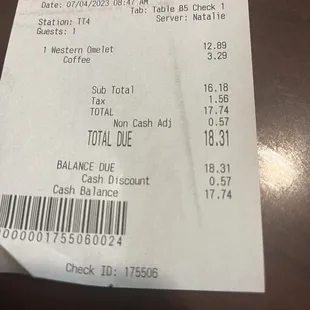 Date: 07/04/2023 08:47 AM
Tab: Table B5 Check 1
Station: TT4
Server: Natalie
Guests: 1
1 Western Omelet 12.89
Coffee 3.29
Sub Total 16.18
Tax 1.56
TOTAL 17.74
Non Cash Adj 0.57
TOTAL DUE 18.31
BALANCE DUE 18.31
Cash Discount 0.57
Cash Balance 17.74
00000001755060024
Check ID: 175506